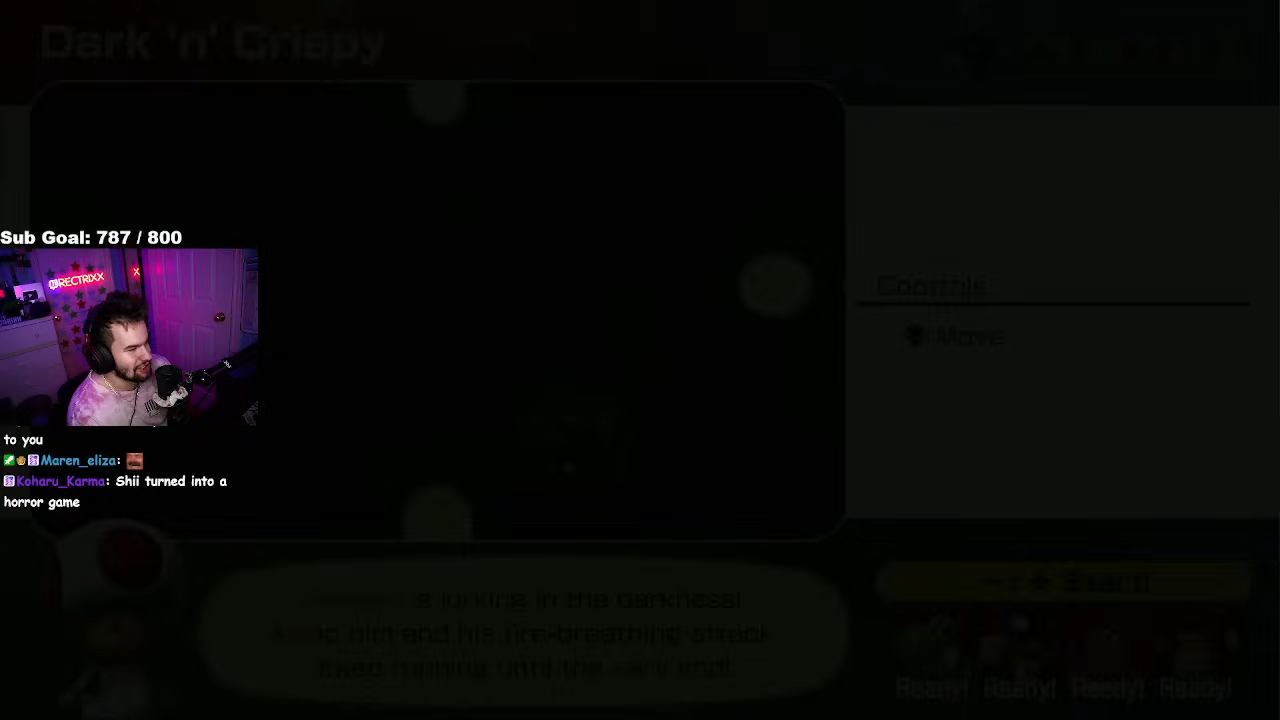 Dark 'n' Crispy
Sub Goal: 787 / 800
RECTRIXX
to you
Maren_eliza:
Koharu_Karma: Shii turned into a
horror game
Controls
Move
is lurking in the darkness!
him and his fire-breathing attack
Keep running until the very end!
Start!
Ready! Ready! Ready! Ready!